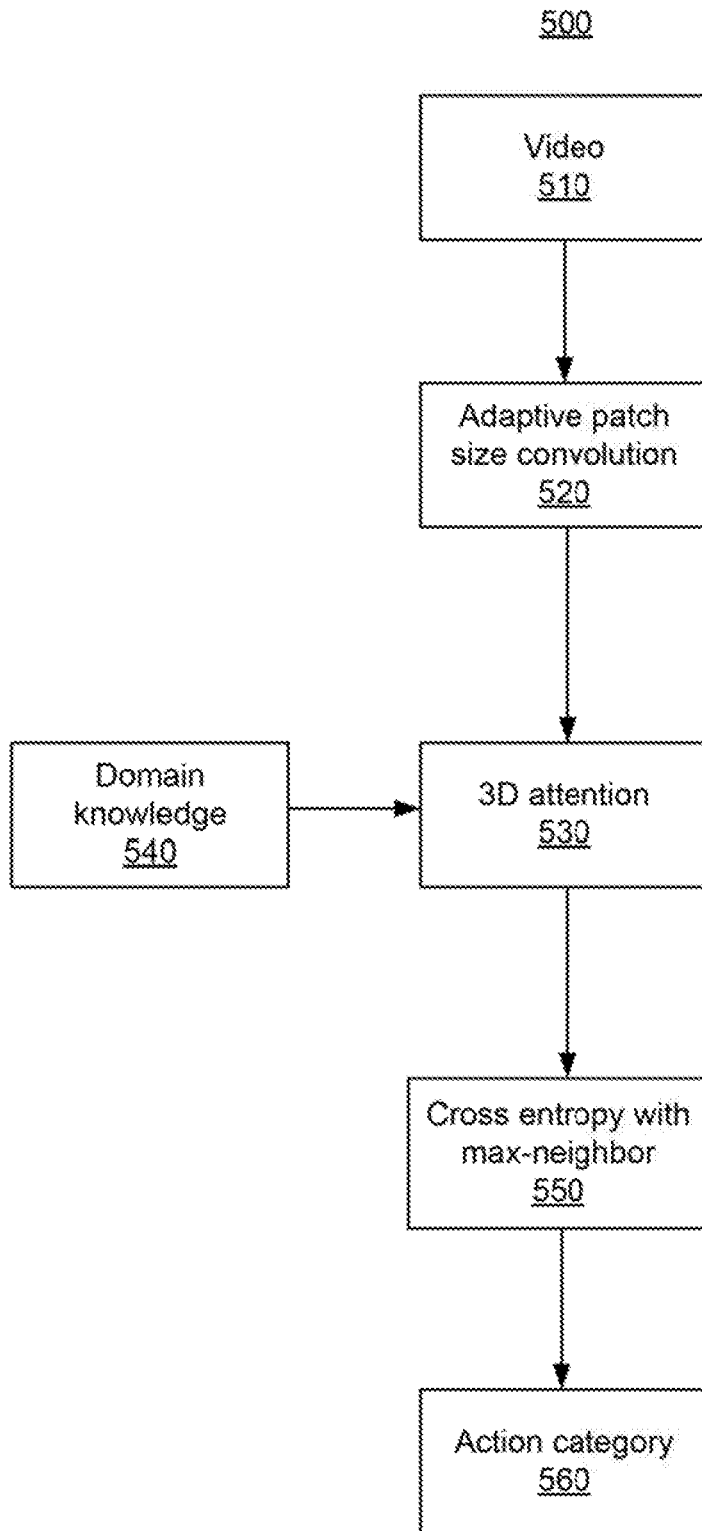 500
Video
510
Adaptive patch
size convolution
520
Domain
knowledge
540
3D attention
530
Cross entropy with
max-neighbor
550
Action category
560